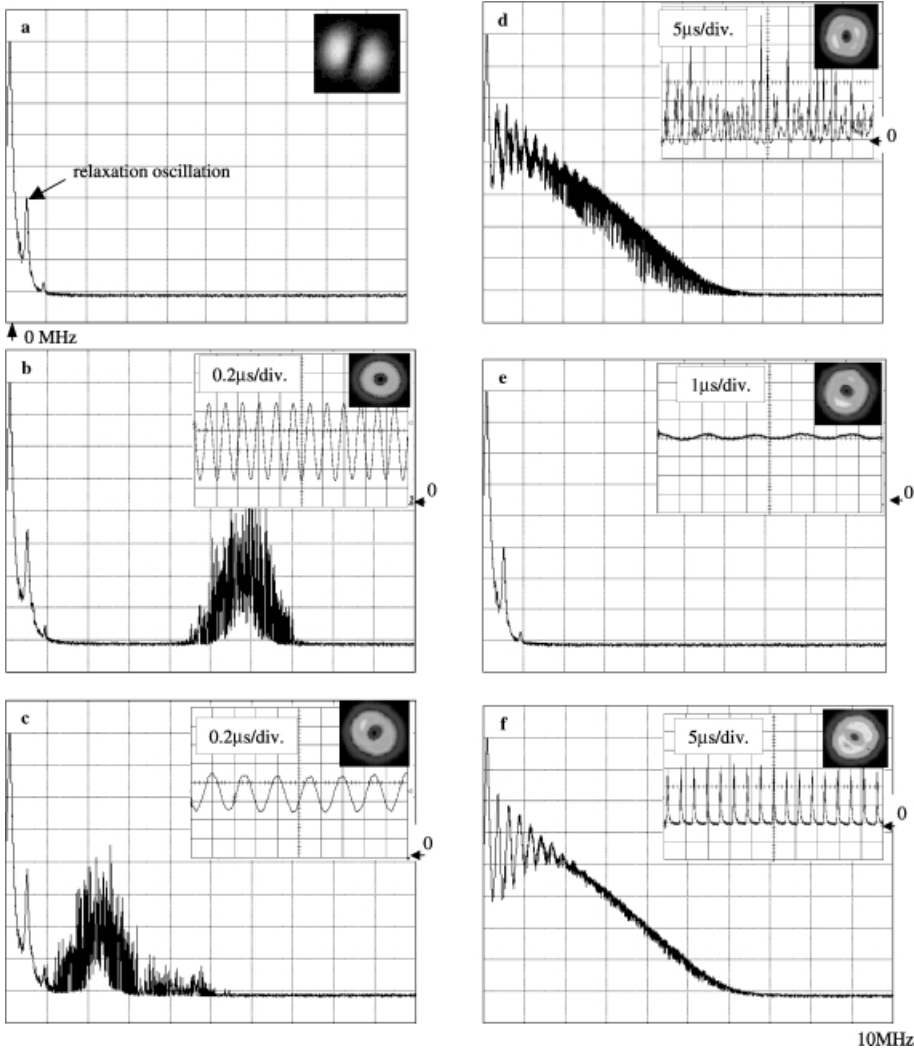 a
relaxation oscillation
0 MHz
b
0.2μs/div.
0
c
0.2μs/div.
0
d
5μs/div.
0
e
1μs/div.
0
f
5μs/div.
0
10MHz